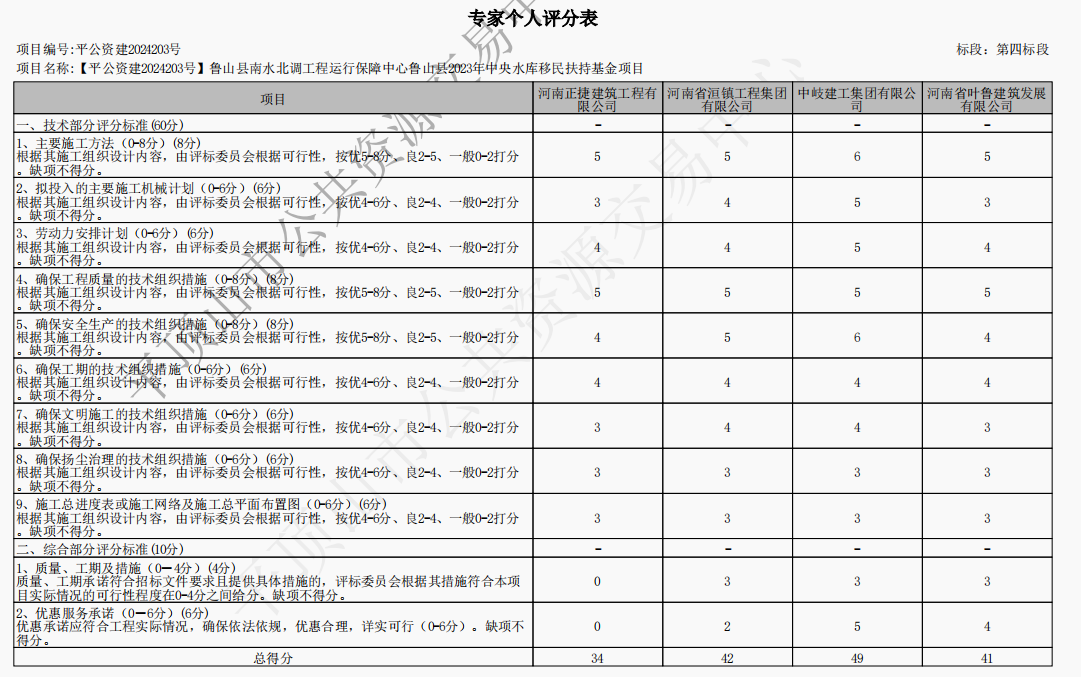 专家个人评分表
项目编号:平公资建2024203号
标段: 第四标段
项目名称:【平公资建2024203号】鲁山县南水北调工程运行保障中心鲁山县2023年中央水库移民扶持基金项目
项目 河南正捷建筑工程有限公司 河南省洹镇工程集团有限公司 中岐建工集团有限公司 河南省叶鲁建筑发展有限公司
一、技术部分评分标准(60分) - - - -
1、主要施工方法（0-8分）(8分)
根据其施工组织设计内容，由评标委员会根据可行性，按优5-8分、良2-5、一般0-2打分 5 5 6 5
。缺项不得分。
2、拟投入的主要施工机械计划（0-6分）(6分)
根据其施工组织设计内容，由评标委员会根据可行性，按优4-6分、良2-4、一般0-2打分 3 4 5 3
。缺项不得分。
3、劳动力安排计划（0-6分）(6分)
根据其施工组织设计内容，由评标委员会根据可行性，按优4-6分、良2-4、一般0-2打分 4 4 5 4
。缺项不得分。
4、确保工程质量的技术组织措施（0-8分）(8分)
根据其施工组织设计内容，由评标委员会根据可行性，按优5-8分、良2-5、一般0-2打分 5 5 5 5
。缺项不得分。
5、确保安全生产的技术组织措施（0-8分）(8分)
根据其施工组织设计内容，由评标委员会根据可行性，按优5-8分、良2-5、一般0-2打分 4 5 6 4
。缺项不得分。
6、确保工期的技术组织措施（0-6分）(6分)
根据其施工组织设计内容，由评标委员会根据可行性，按优4-6分、良2-4、一般0-2打分 4 4 4 4
。缺项不得分。
7、确保文明施工的技术组织措施（0-6分）(6分)
根据其施工组织设计内容，由评标委员会根据可行性，按优4-6分、良2-4、一般0-2打分 3 4 4 3
。缺项不得分。
8、确保扬尘治理的技术组织措施（0-6分）(6分)
根据其施工组织设计内容，由评标委员会根据可行性，按优4-6分、良2-4、一般0-2打分 3 3 3 3
。缺项不得分。
9、施工总进度表或施工网络及施工总平面布置图（0-6分）(6分)
根据其施工组织设计内容，由评标委员会根据可行性，按优4-6分、良2-4、一般0-2打分 3 3 3 3
。缺项不得分。
二、综合部分评分标准(10分) - - - -
1、质量、工期及措施（0—4分）(4分)
质量、工期承诺符合招标文件要求且提供具体措施的，评标委员会根据其措施符合本项 0 3 3 3
目实际情况的可行性程度在0-4分之间给分。缺项不得分。
2、优惠服务承诺（0—6分）(6分)
优惠承诺应符合工程实际情况，确保依法依规，优惠合理，详实可行（0-6分）。缺项不 0 2 5 4
得分。
总得分 34 42 49 41
平顶山市公共资源交易中
平顶山市公共资源交易中心